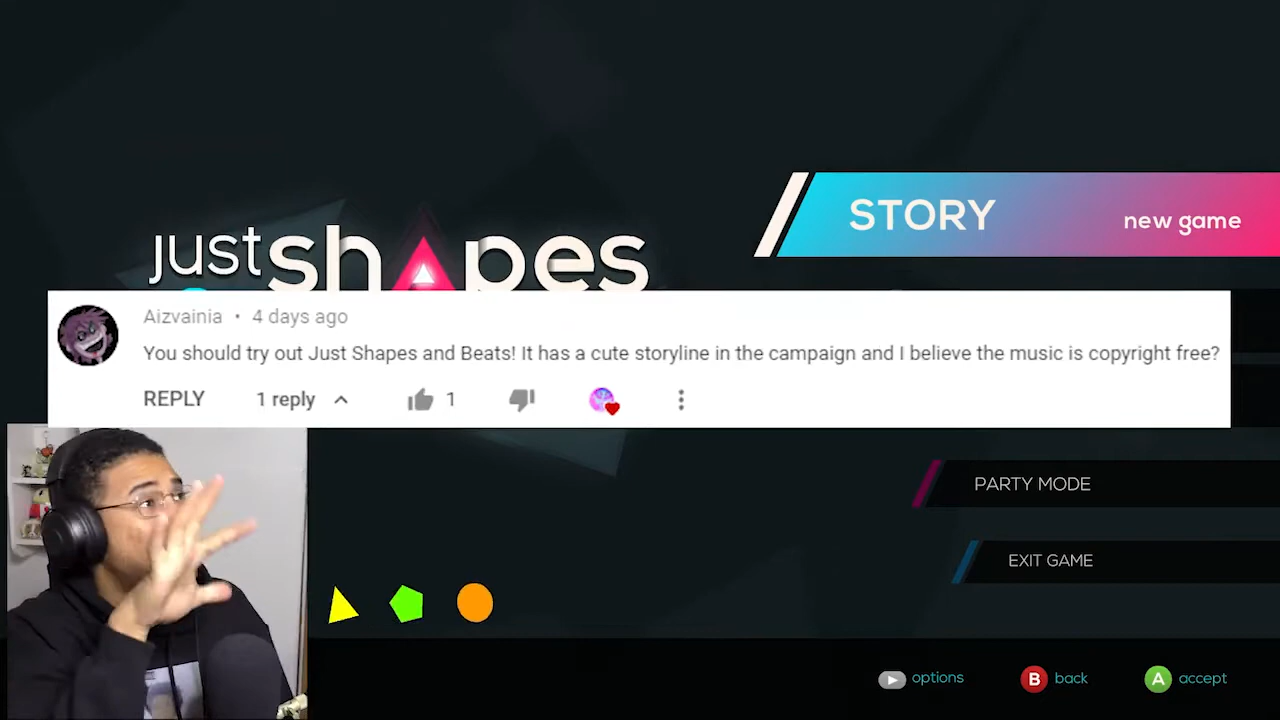 STORY
new game
just shapes
Aizvainia • 4 days ago
You should try out Just Shapes and Beats! It has a cute storyline in the campaign and I believe the music is copyright free?
REPLY 1 reply 1
PARTY MODE
EXIT GAME
options B back A accept